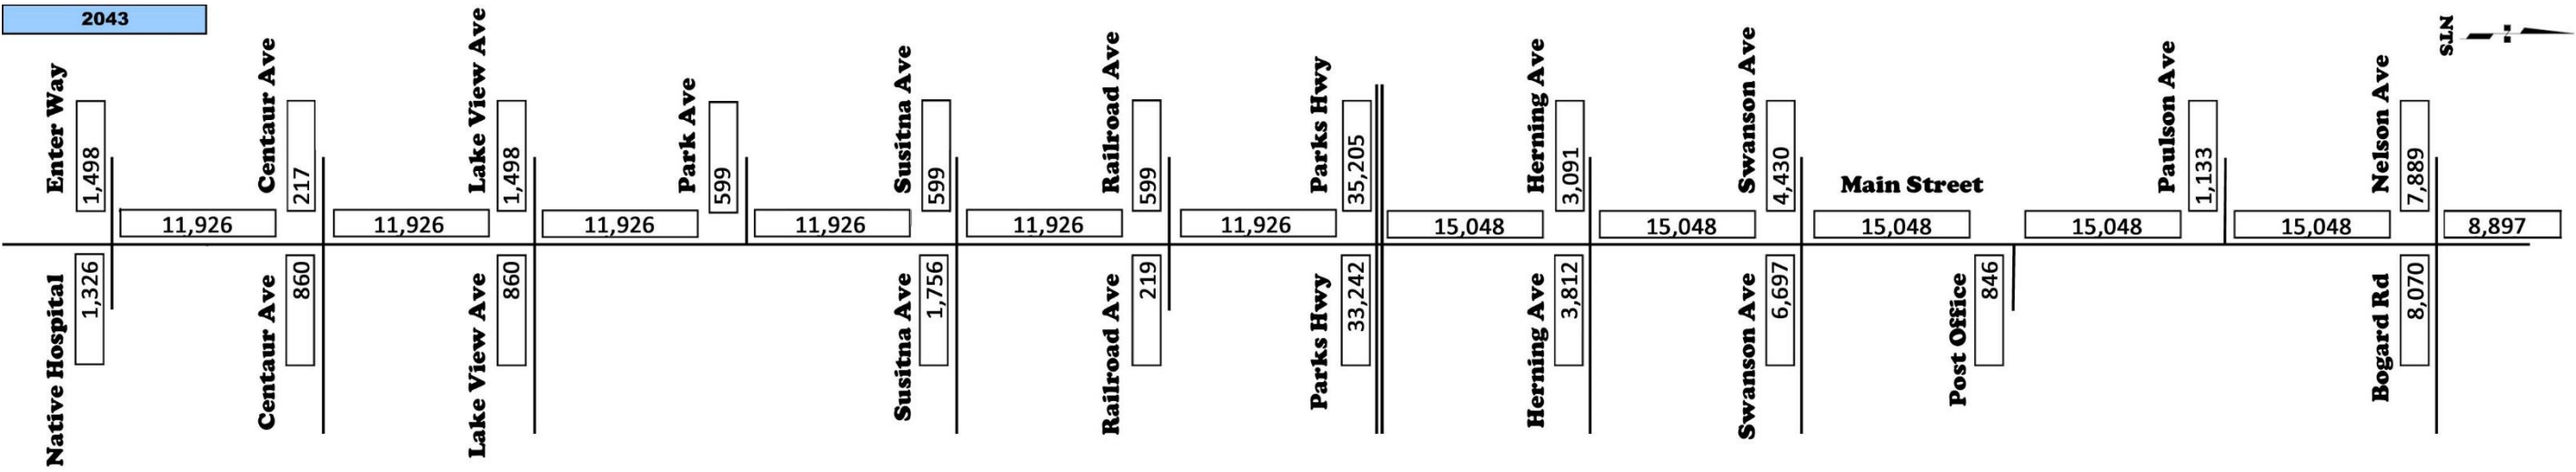 2043
NTS
Enter Way
1,498
Centaur Ave
217
Lake View Ave
1,498
Park Ave
599
Susitna Ave
599
Railroad Ave
599
Parks Hwy
35,205
Herning Ave
3,091
Swanson Ave
4,430
Main Street
Paulson Ave
1,133
Nelson Ave
7,889
11,926
11,926
11,926
11,926
11,926
11,926
15,048
15,048
15,048
15,048
15,048
8,897
Native Hospital
1,326
Centaur Ave
860
Lake View Ave
860
Susitna Ave
1,756
Railroad Ave
219
Parks Hwy
33,242
Herning Ave
3,812
Swanson Ave
6,697
Post Office
846
Bogard Rd
8,070